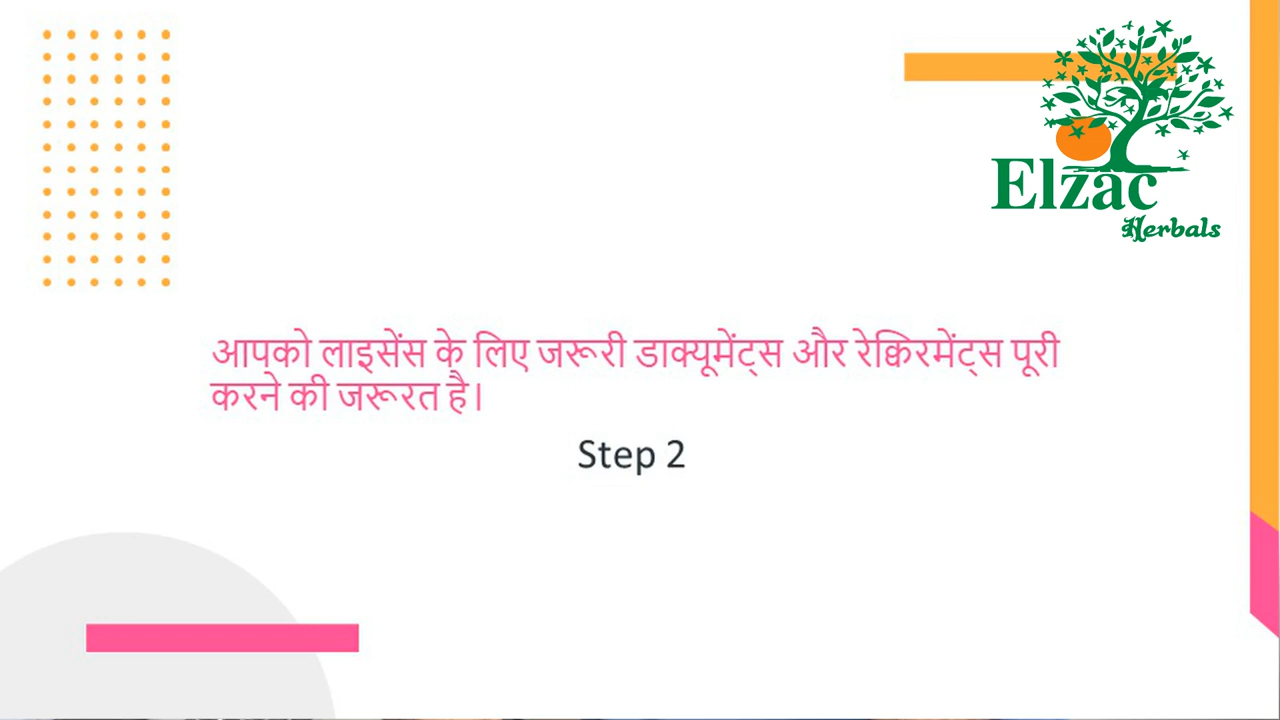 Elzac
Herbals
आपको लाइसेंस के लिए जरूरी डाक्यूमेंट्स और रेक्विरमेंट्स पूरी
करने की जरूरत है।
Step 2